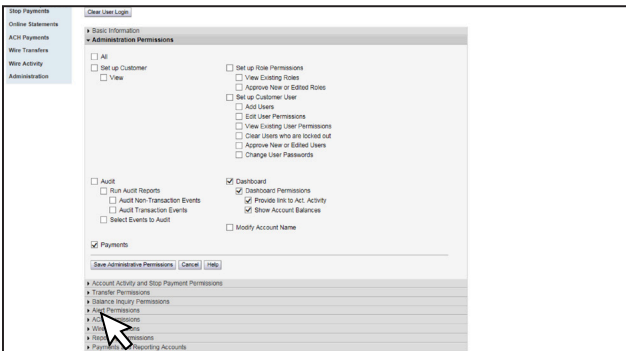 Stop Payments
Online Statements
ACH Payments
Wire Transfers
Wire Activity
Administration
Clear User Login
Basic Information
Administration Permissions
All
Set up Customer
View
Set up Role Permissions
View Existing Roles
Approve New or Edited Roles
Set up Customer User
Add Users
Edit User Permissions
View Existing User Permissions
Clear Users who are locked out
Approve New or Edited Users
Change User Passwords
Audit
Run Audit Reports
Audit Non-Transaction Events
Audit Transaction Events
Select Events to Audit
Dashboard
Dashboard Permissions
Provide link to Act. Activity
Show Account Balances
Modify Account Name
Payments
Save Administrative Permissions Cancel Help
Account Activity and Stop Payment Permissions
Transfer Permissions
Balance Inquiry Permissions
Alert Permissions
Reporting Accounts